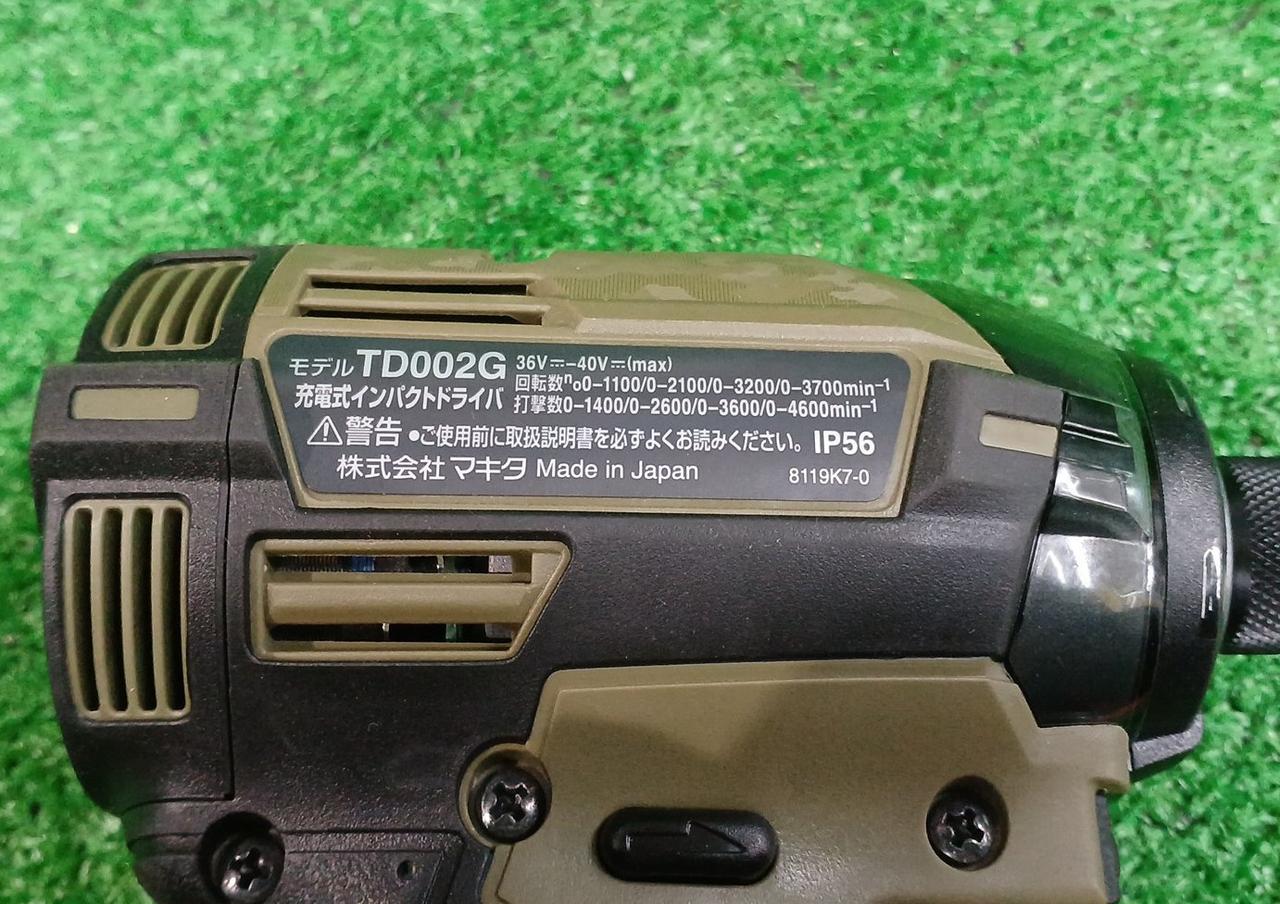 モデル TD002G 36V⎓-40V⎓(max)
充電式インパクトドライバ
回転数n₀0-1100/0-2100/0-3200/0-3700min⁻¹
打撃数0-1400/0-2600/0-3600/0-4600min⁻¹
⚠警告 ●ご使用前に取扱説明書を必ずよくお読みください。 IP56
株式会社 マキタ Made in Japan 8119K7-0